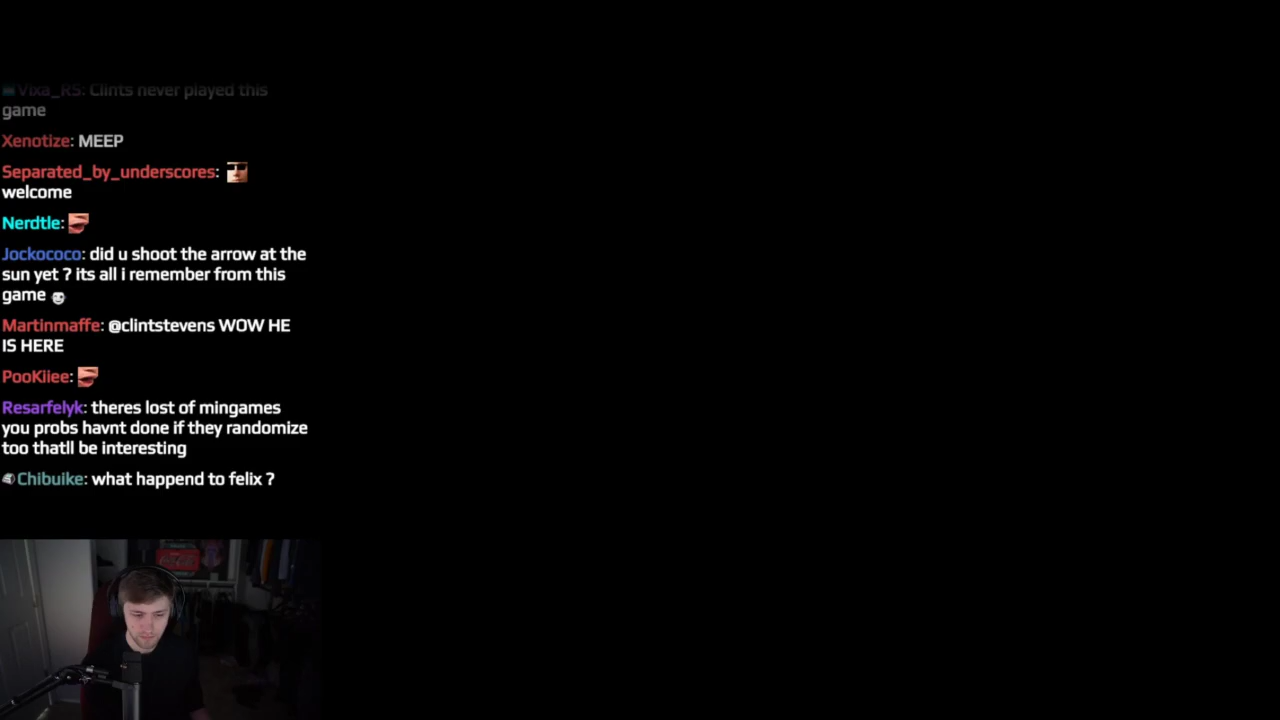 Vixa_RS: Clints never played this
game
Xenotize: MEEP
Separated_by_underscores:
welcome
Nerdtle:
Jockococo: did u shoot the arrow at the
sun yet ? its all i remember from this
game
Martinmaffe: @clintstevens WOW HE
IS HERE
PooKiiee:
Resarfelyk: theres lost of mingames
you probs havnt done if they randomize
too thatll be interesting
Chibuike: what happend to felix ?